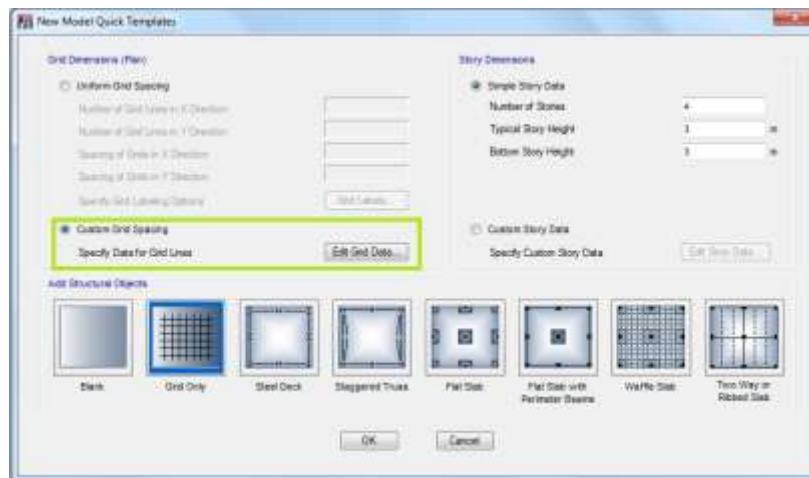 New Model Quick Templates
Grid Dimensions (Plan)
Uniform Grid Spacing
Number of Grid Lines in X Direction
Number of Grid Lines in Y Direction
Spacing of Grids in X Direction
Spacing of Grids in Y Direction
Specify Grid Labeling Options
Grid Labels...
Custom Grid Spacing
Specify Data for Grid Lines
Edit Grid Data...
Story Dimensions
Simple Story Data
Number of Stories
4
Typical Story Height
3
m
Bottom Story Height
3
m
Custom Story Data
Specify Custom Story Data
Edit Story Data...
Add Structural Objects
Blank
Grid Only
Steel Deck
Staggered Truss
Flat Slab
Flat Slab with
Perimeter Beams
Waffle Slab
Two Way or
Ribbed Slab
OK
Cancel